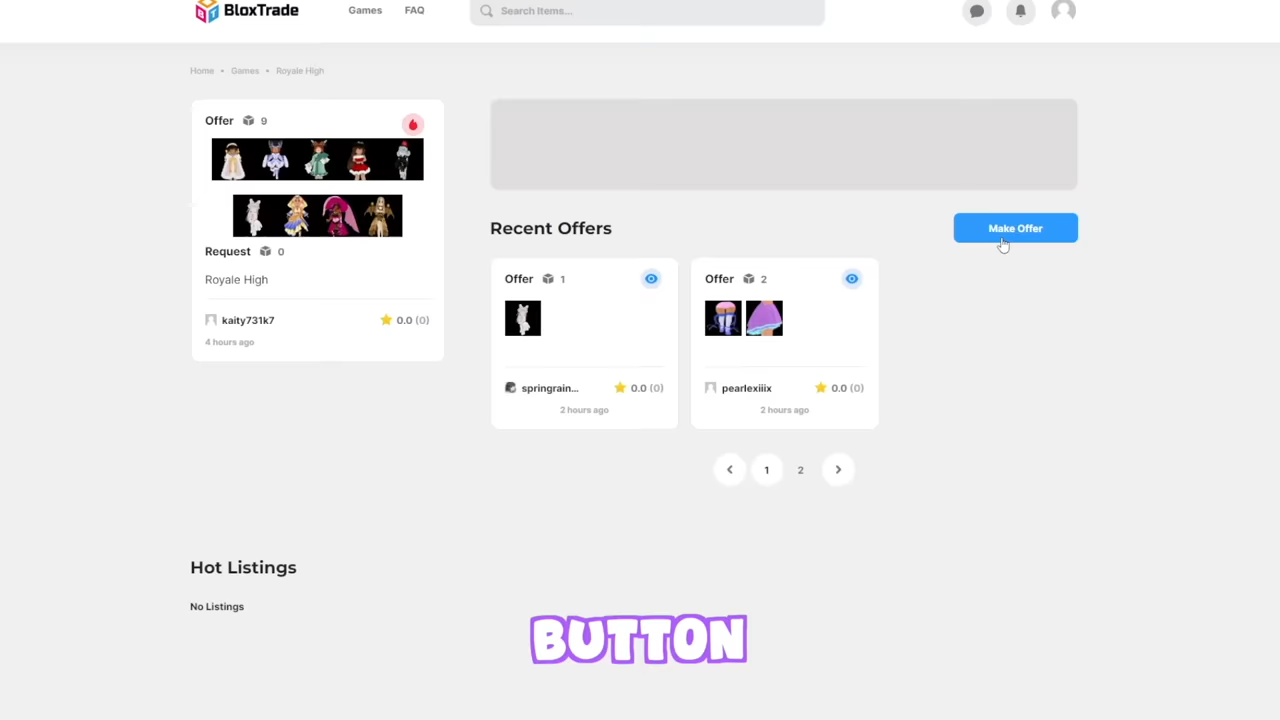 BloxTrade
Games
FAQ
Search Items...
Home • Games • Royale High
Offer 9
Request 0
Royale High
kaity731k7
0.0 (0)
4 hours ago
Recent Offers
Make Offer
Offer 1
springrain...
0.0 (0)
2 hours ago
Offer 2
pearlexiiix
0.0 (0)
2 hours ago
1
2
Hot Listings
No Listings
BUTTON